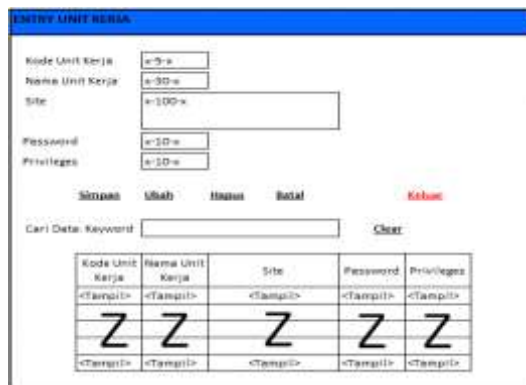 ENTRY UNIT KERJA
Kode Unit Kerja x-5-x
Nama Unit Kerja x-30-x
Site x-100-x
Password x-10-x
Privileges x-10-x
Simpan Ubah Hapus Batal Keluar
Cari Data: Keyword Clear
Kode Unit Kerja Nama Unit Kerja Site Password Privileges
<Tampil> <Tampil> <Tampil> <Tampil> <Tampil>
Z Z Z Z Z
<Tampil> <Tampil> <Tampil> <Tampil> <Tampil>